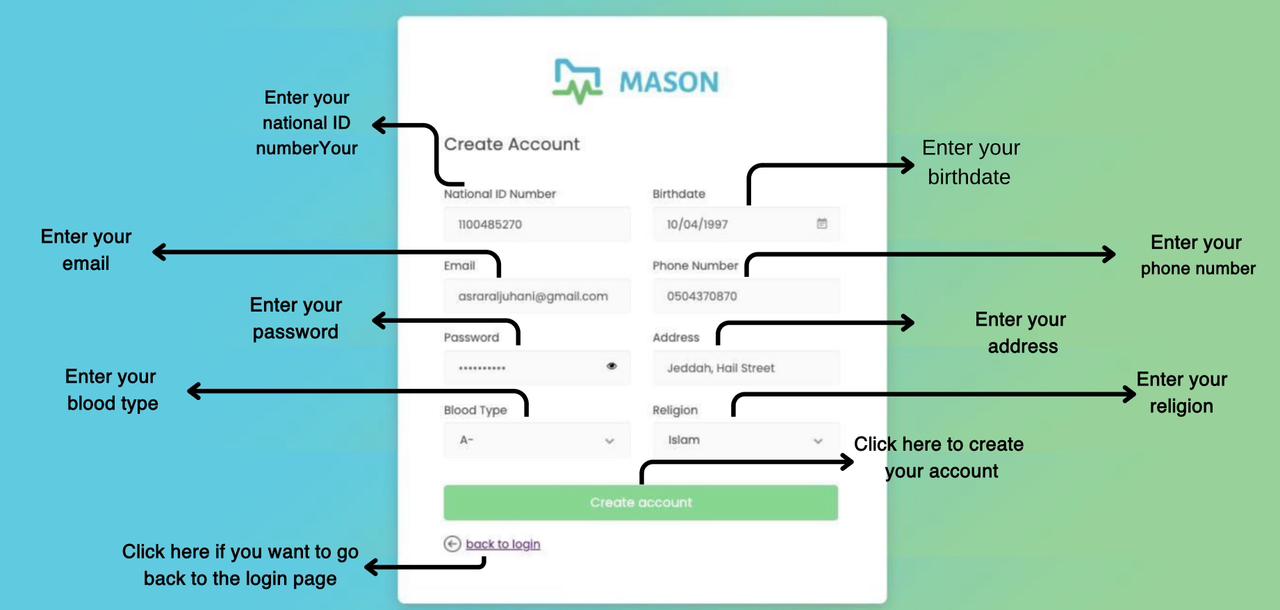 MASON
Enter your
national ID
numberYour
Create Account
Enter your
birthdate
National ID Number
Birthdate
1100485270
10/04/1997
Enter your
email
Email
Phone Number
Enter your
phone number
asraraljuhani@gmail.com
0504370870
Enter your
password
Password
Address
Enter your
address
••••••••••
Jeddah, Hail Street
Enter your
blood type
Blood Type
Religion
Enter your
religion
A-
Islam
Click here to create
your account
Create account
back to login
Click here if you want to go
back to the login page